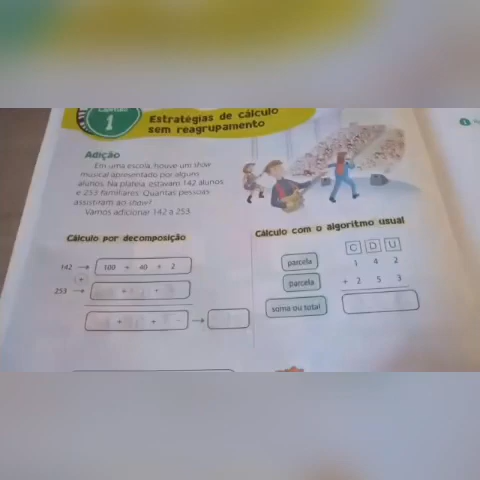 Capítulo
1
Estratégias de cálculo
sem reagrupamento
Adição
Em uma escola, houve um show
musical apresentado por alguns
alunos. Na plateia, estavam 142 alunos
e 253 familiares. Quantas pessoas
assistiram ao show?
Vamos adicionar 142 a 253.
Cálculo por decomposição
142 → 100 + 40 + 2
+
253 → + +
+ + →
Cálculo com o algoritmo usual
C D U
parcela 1 4 2
parcela + 2 5 3
soma ou total